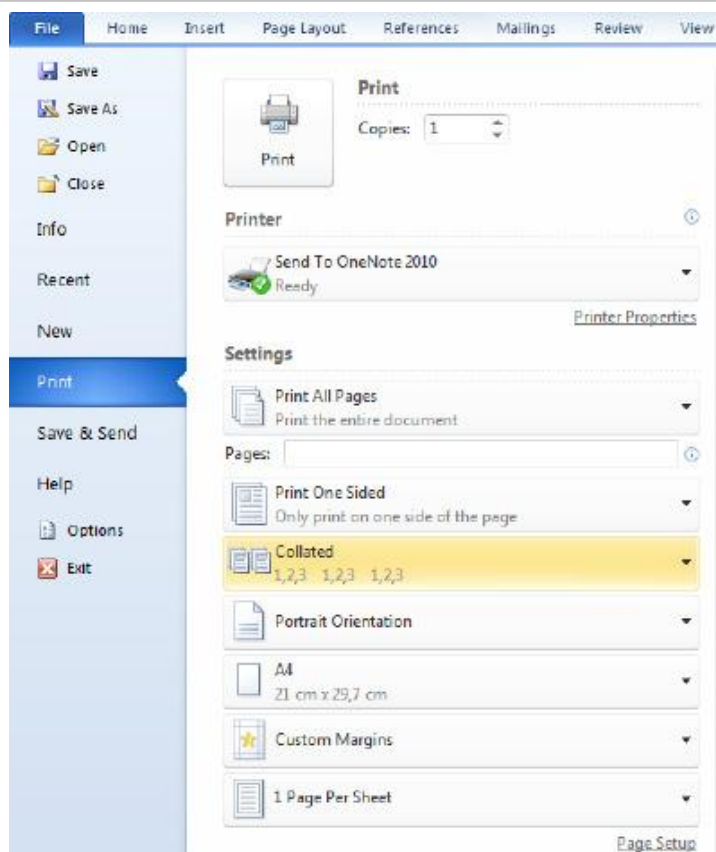 File Home Insert Page Layout References Mailings Review View
Save
Save As
Open
Close
Info
Recent
New
Print
Save & Send
Help
Options
Exit
Print
Print
Copies: 1
Printer
Send To OneNote 2010
Ready
Printer Properties
Settings
Print All Pages
Print the entire document
Pages:
Print One Sided
Only print on one side of the page
Collated
1,2,3 1,2,3 1,2,3
Portrait Orientation
A4
21 cm x 29,7 cm
Custom Margins
1 Page Per Sheet
Page Setup